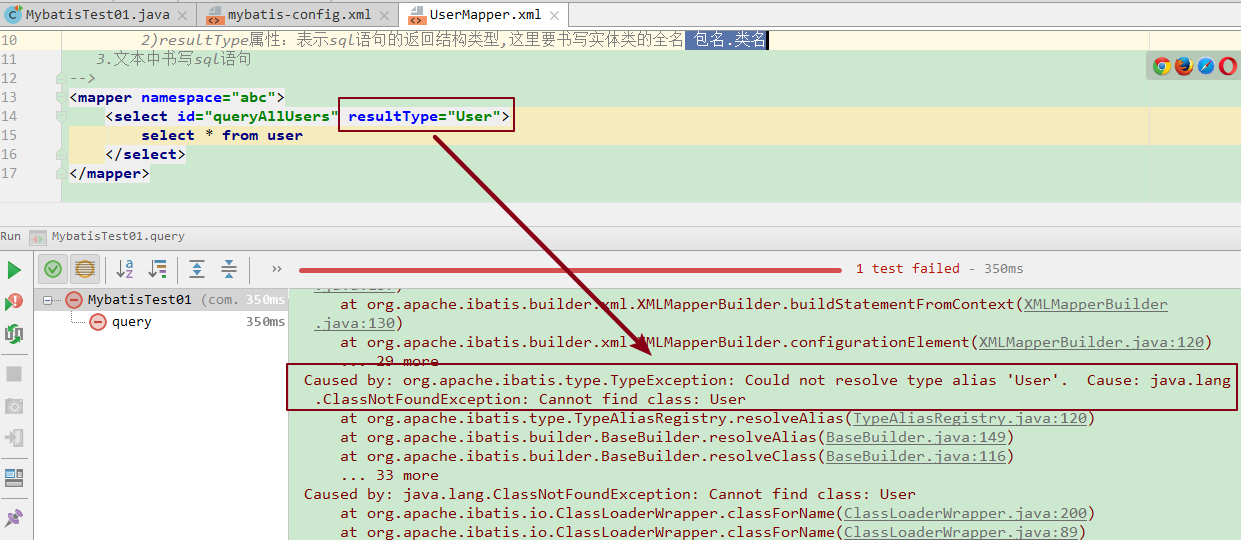 MybatisTest01.java
mybatis-config.xml
UserMapper.xml
10 2)resultType属性：表示sql语句的返回结构类型,这里要书写实体类的全名 包名.类名
11 3.文本中书写sql语句
12 -->
13 <mapper namespace="abc">
14 <select id="queryAllUsers" resultType="User">
15 select * from user
16 </select>
17 </mapper>
Run MybatisTest01.query
1 test failed - 350ms
MybatisTest01 (com. 350ms
query 350ms
at org.apache.ibatis.builder.xml.XMLMapperBuilder.buildStatementFromContext(XMLMapperBuilder
.java:130)
at org.apache.ibatis.builder.xml.XMLMapperBuilder.configurationElement(XMLMapperBuilder.java:120)
... 29 more
Caused by: org.apache.ibatis.type.TypeException: Could not resolve type alias 'User'.  Cause: java.lang
.ClassNotFoundException: Cannot find class: User
at org.apache.ibatis.type.TypeAliasRegistry.resolveAlias(TypeAliasRegistry.java:120)
at org.apache.ibatis.builder.BaseBuilder.resolveAlias(BaseBuilder.java:149)
at org.apache.ibatis.builder.BaseBuilder.resolveClass(BaseBuilder.java:116)
... 33 more
Caused by: java.lang.ClassNotFoundException: Cannot find class: User
at org.apache.ibatis.io.ClassLoaderWrapper.classForName(ClassLoaderWrapper.java:200)
at org.apache.ibatis.io.ClassLoaderWrapper.classForName(ClassLoaderWrapper.java:89)